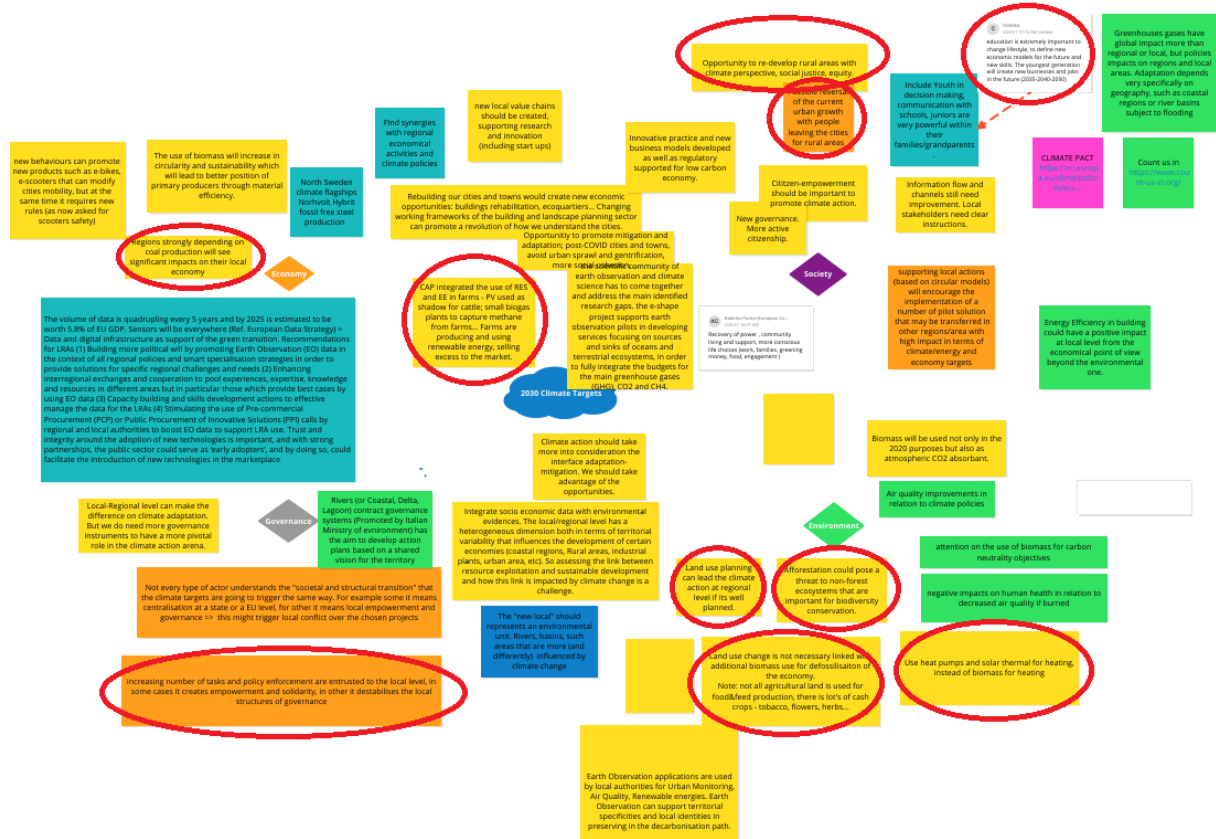 Opportunity to re-develop rural areas with
climate perspective, social justice, equity.
reversal
of the current
urban growth
with people
leaving the cities
for rural areas
CHIARA
education is extremely important to
change lifestyle, to define new
economic models for the future and
new skills. The youngest generation
will create new businesses and jobs
in the future (2035-2040-2050)
Greenhouses gases have
global impact more than
regional or local, but policies
impacts on regions and local
areas. Adaptation depends
very specifically on
geography, such as coastal
regions or river basins
subject to flooding
Include Youth in
decision making,
communication with
schools, juniors are
very powerful within
their
families/grandparents
.
new local value chains
should be created,
supporting research
and innovation
(including start ups)
FInd synergies
with regional
economical
activities and
climate policies
Innovative practice and new
business models developed
as well as regulatory
supported for low carbon
economy.
new behaviours can promote
new products such as e-bikes,
e-scooters that can modify
cities mobility, but at the
same time it requires new
rules (as now asked for
scooters safety)
The use of biomass will increase in
circularity and sustainability which
will lead to better position of
primary producers through material
efficiency.
North Sweden
climate flagships
Norhvolt Hybrit
fossil free steel
production
Citizen-empowerment
should be important to
promote climate action.
Information flow and
channels still need
improvement. Local
stakeholders need clear
instructions.
CLIMATE PACT
https://ec.europ
a.eu/clima/polici
es/eu-...
Count us in
https://www.cou
nt-us-in.org/
Rebuilding our cities and towns would create new economic
opportunities: buildings rehabilitation, ecoquartiers... Changing
working frameworks of the building and landscape planning sector
can promote a revolution of how we understand the cities.
New governance.
More active
citizenship.
Regions strongly depending on
coal production will see
significant impacts on their local
economy
Economy
Opportunity to promote mitigation and
adaptation; post-COVID cities and towns,
avoid urban sprawl and gentrification,
more social
the scientific community of
earth observation and climate
science has to come together
and address the main identified
research gaps. the e-shape
project supports earth
observation pilots in developing
services focusing on sources
and sinks of oceans and
terrestrial ecosystems, in order
to fully integrate the budgets for
the main greenhouse gases
(GHG), CO2 and CH4.
Society
CAP integrated the use of RES
and EE in farms - PV used as
shadow for cattle; small biogas
plants to capture methane
from farms... Farms are
producing and using
renewable energy, selling
excess to the market.
supporting local actions
(based on circular models)
will encourage the
implementation of a
number of pilot solution
that may be transferred in
other regions/area with
high impact in terms of
climate/energy and
economy targets
The volume of data is quadrupling every 5 years and by 2025 is estimated to be
worth 5.8% of EU GDP. Sensors will be everywhere (Ref. European Data Strategy) >
Data and digital infrastructure as support of the green transition. Recommendations
for LRAs (1) Building more political will by promoting Earth Observation (EO) data in
the context of all regional policies and smart specialisation strategies in order to
provide solutions for specific regional challenges and needs (2) Enhancing
interregional exchanges and cooperation to pool experiences, expertise, knowledge
and resources in different areas but in particular those which provide best cases by
using EO data (3) Capacity building and skills development actions to effective
manage the data for the LRAs (4) Stimulating the use of Pre-commercial
Procurement (PCP) or Public Procurement of Innovative Solutions (PPI) calls by
regional and local authorities to boost EO data to support LRA use. Trust and
integrity around the adoption of new technologies is important, and with strong
partnerships, the public sector could serve as 'early adopters', and by doing so, could
facilitate the introduction of new technologies in the marketplace
KC
Recovery of power , community
living and support, more conscious
life choices (work, families, greening
money, food, engagement )
Energy Efficiency in building
could have a positive impact
at local level from the
economical point of view
beyond the environmental
one.
2030 Climate Targets
Climate action should take
more into consideration the
interface adaptation-
mitigation. We should take
advantage of the
opportunities.
Biomass will be used not only in the
2020 purposes but also as
atmospheric CO2 absorbant.
Air quality improvements in
relation to climate policies
Local-Regional level can make the
difference on climate adaptation.
But we do need more governance
instruments to have a more pivotal
role in the climate action arena.
Governance
Rivers (or Coastal, Delta,
Lagoon) contract governance
systems (Promoted by Italian
Ministry of evnironment) has
the aim to develop action
plans based on a shared
vision for the territory
Integrate socio economic data with environmental
evidences. The local/regional level has a
heterogeneous dimension both in terms of territorial
variability that influences the development of certain
economies (coastal regions, Rural areas, industrial
plants, urban area, etc). So assessing the link between
resource exploitation and sustainable development
and how this link is impacted by climate change is a
challenge.
Environment
attention on the use of biomass for carbon
neutrality objectives
negative impacts on human health in relation to
decreased air quality if burned
Land use planning
can lead the climate
action at regional
level if its well
planned.
Afforestation could pose a
threat to non-forest
ecosystems that are
important for biodiversity
conservation.
Not every type of actor understands the "societal and structural transition" that
the climate targets are going to trigger the same way. For example some it means
centralisation at a state or a EU level, for other it means local empowerment and
governance => this might trigger local conflict over the chosen projects
The "new local" should
represents an environmental
unit. Rivers, basins, such
areas that are more (and
differently) influenced by
climate change
Land use change is not necessary linked with
additional biomass use for defossilisaiton of
the economy.
Note: not all agricultural land is used for
food&feed production, there is lot's of cash
crops - tobacco, flowers, herbs...
Use heat pumps and solar thermal for heating,
instead of biomass for heating
increasing number of tasks and policy enforcement are entrusted to the local level, in
some cases it creates empowerment and solidarity, in other it destabilises the local
structures of governance
Earth Observation applications are used
by local authorities for Urban Monitoring,
Air Quality, Renewable energies. Earth
Observation can support territorial
specificities and local identities in
preserving in the decarbonisation path.